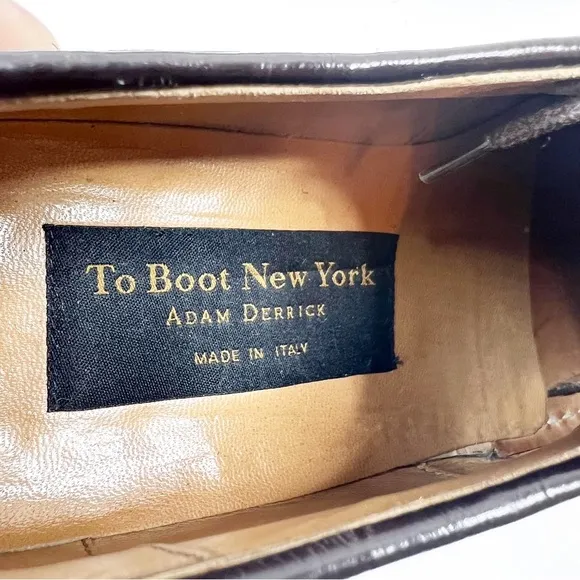 To Boot New York
Adam Derrick
Made in Italy